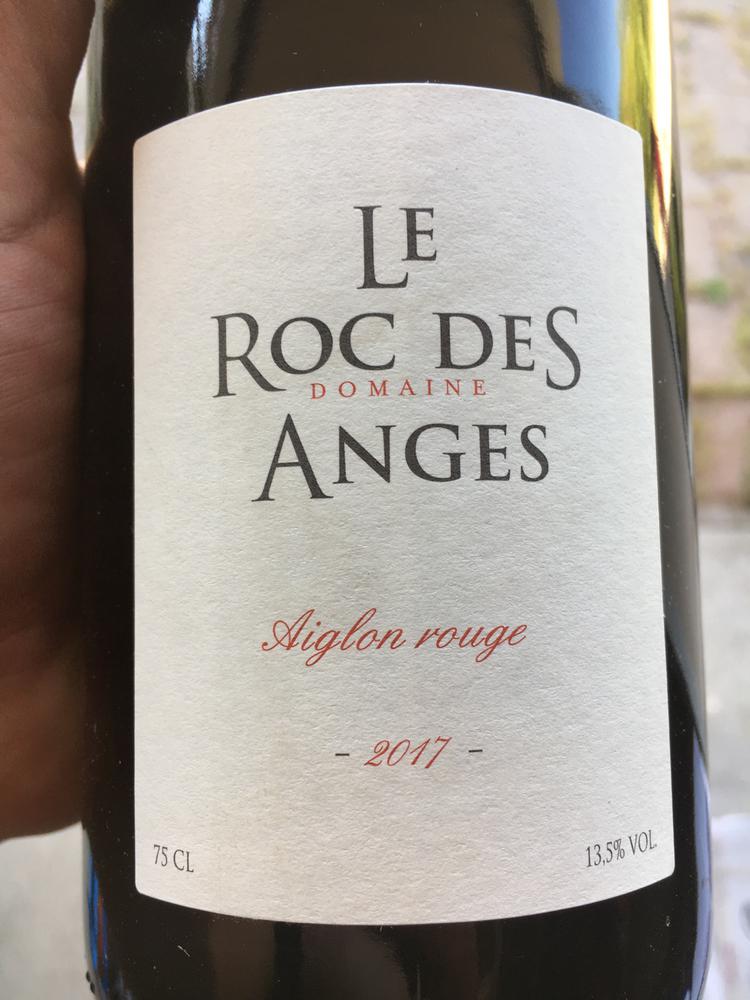 LE
ROC DES
DOMAINE
ANGES
Aiglon rouge
- 2017 -
75 CL
13,5% VOL.